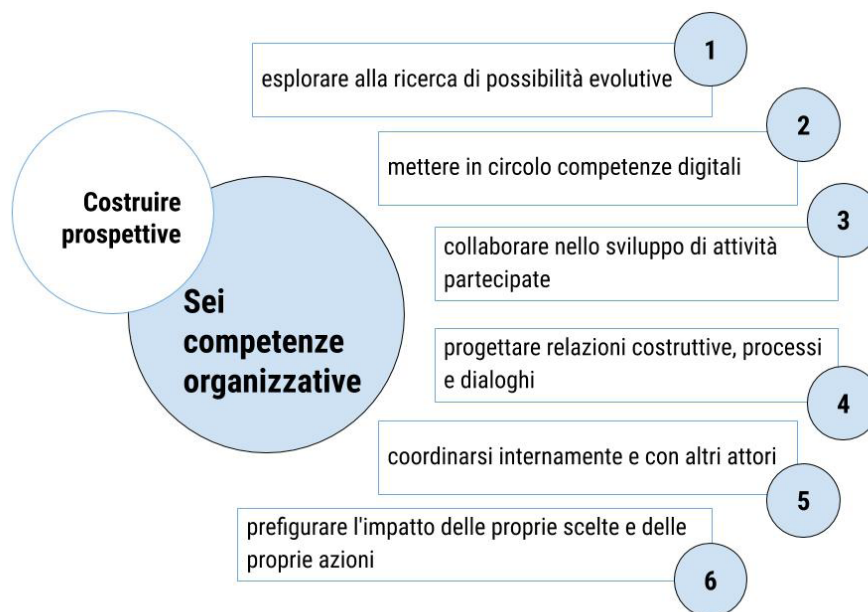 Costruire
prospettive
Sei
competenze
organizzative
1
esplorare alla ricerca di possibilità evolutive
2
mettere in circolo competenze digitali
3
collaborare nello sviluppo di attività
partecipate
4
progettare relazioni costruttive, processi
e dialoghi
5
coordinarsi internamente e con altri attori
6
prefigurare l'impatto delle proprie scelte e delle
proprie azioni